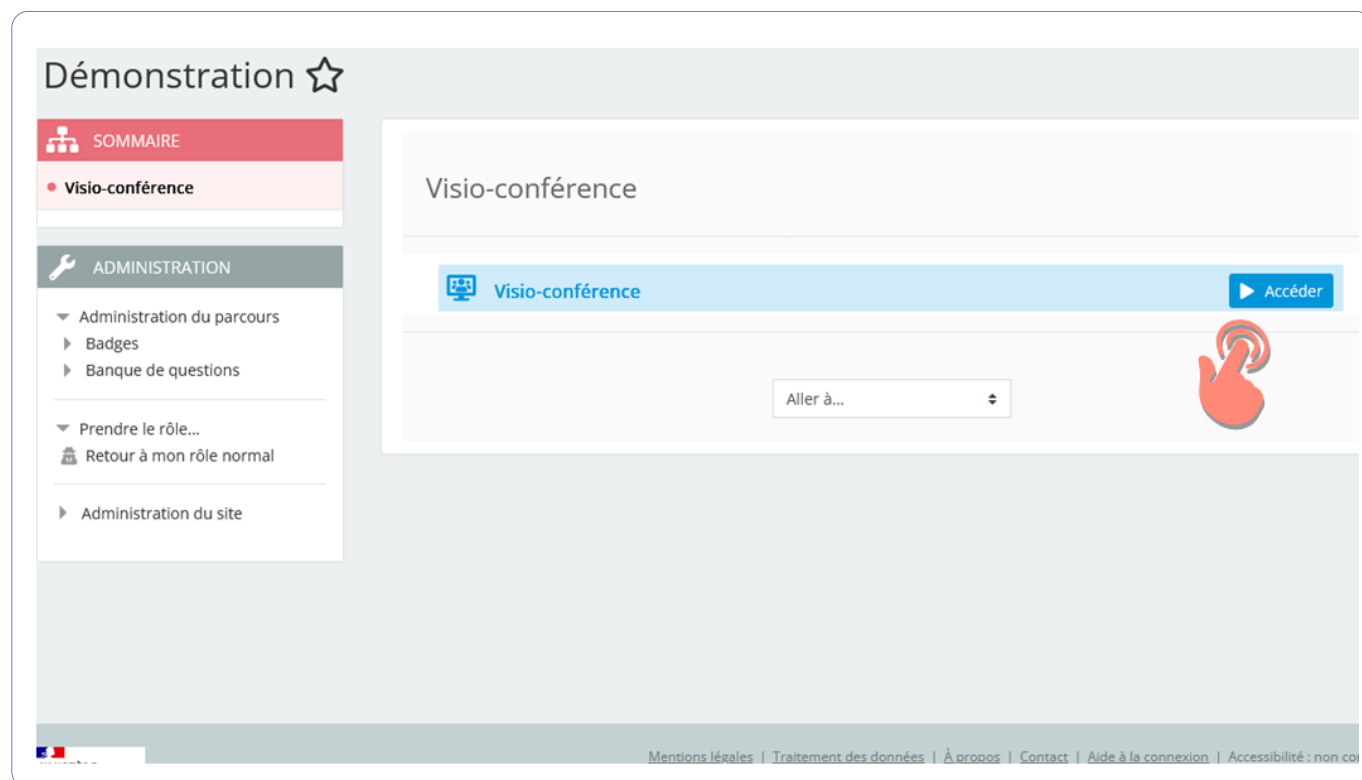 Démonstration
SOMMAIRE
Visio-conférence
ADMINISTRATION
Administration du parcours
Badges
Banque de questions
Prendre le rôle...
Retour à mon rôle normal
Administration du site
Visio-conférence
Visio-conférence
Accéder
Aller à...
Mentions légales | Traitement des données | À propos | Contact | Aide à la connexion | Accessibilité : non